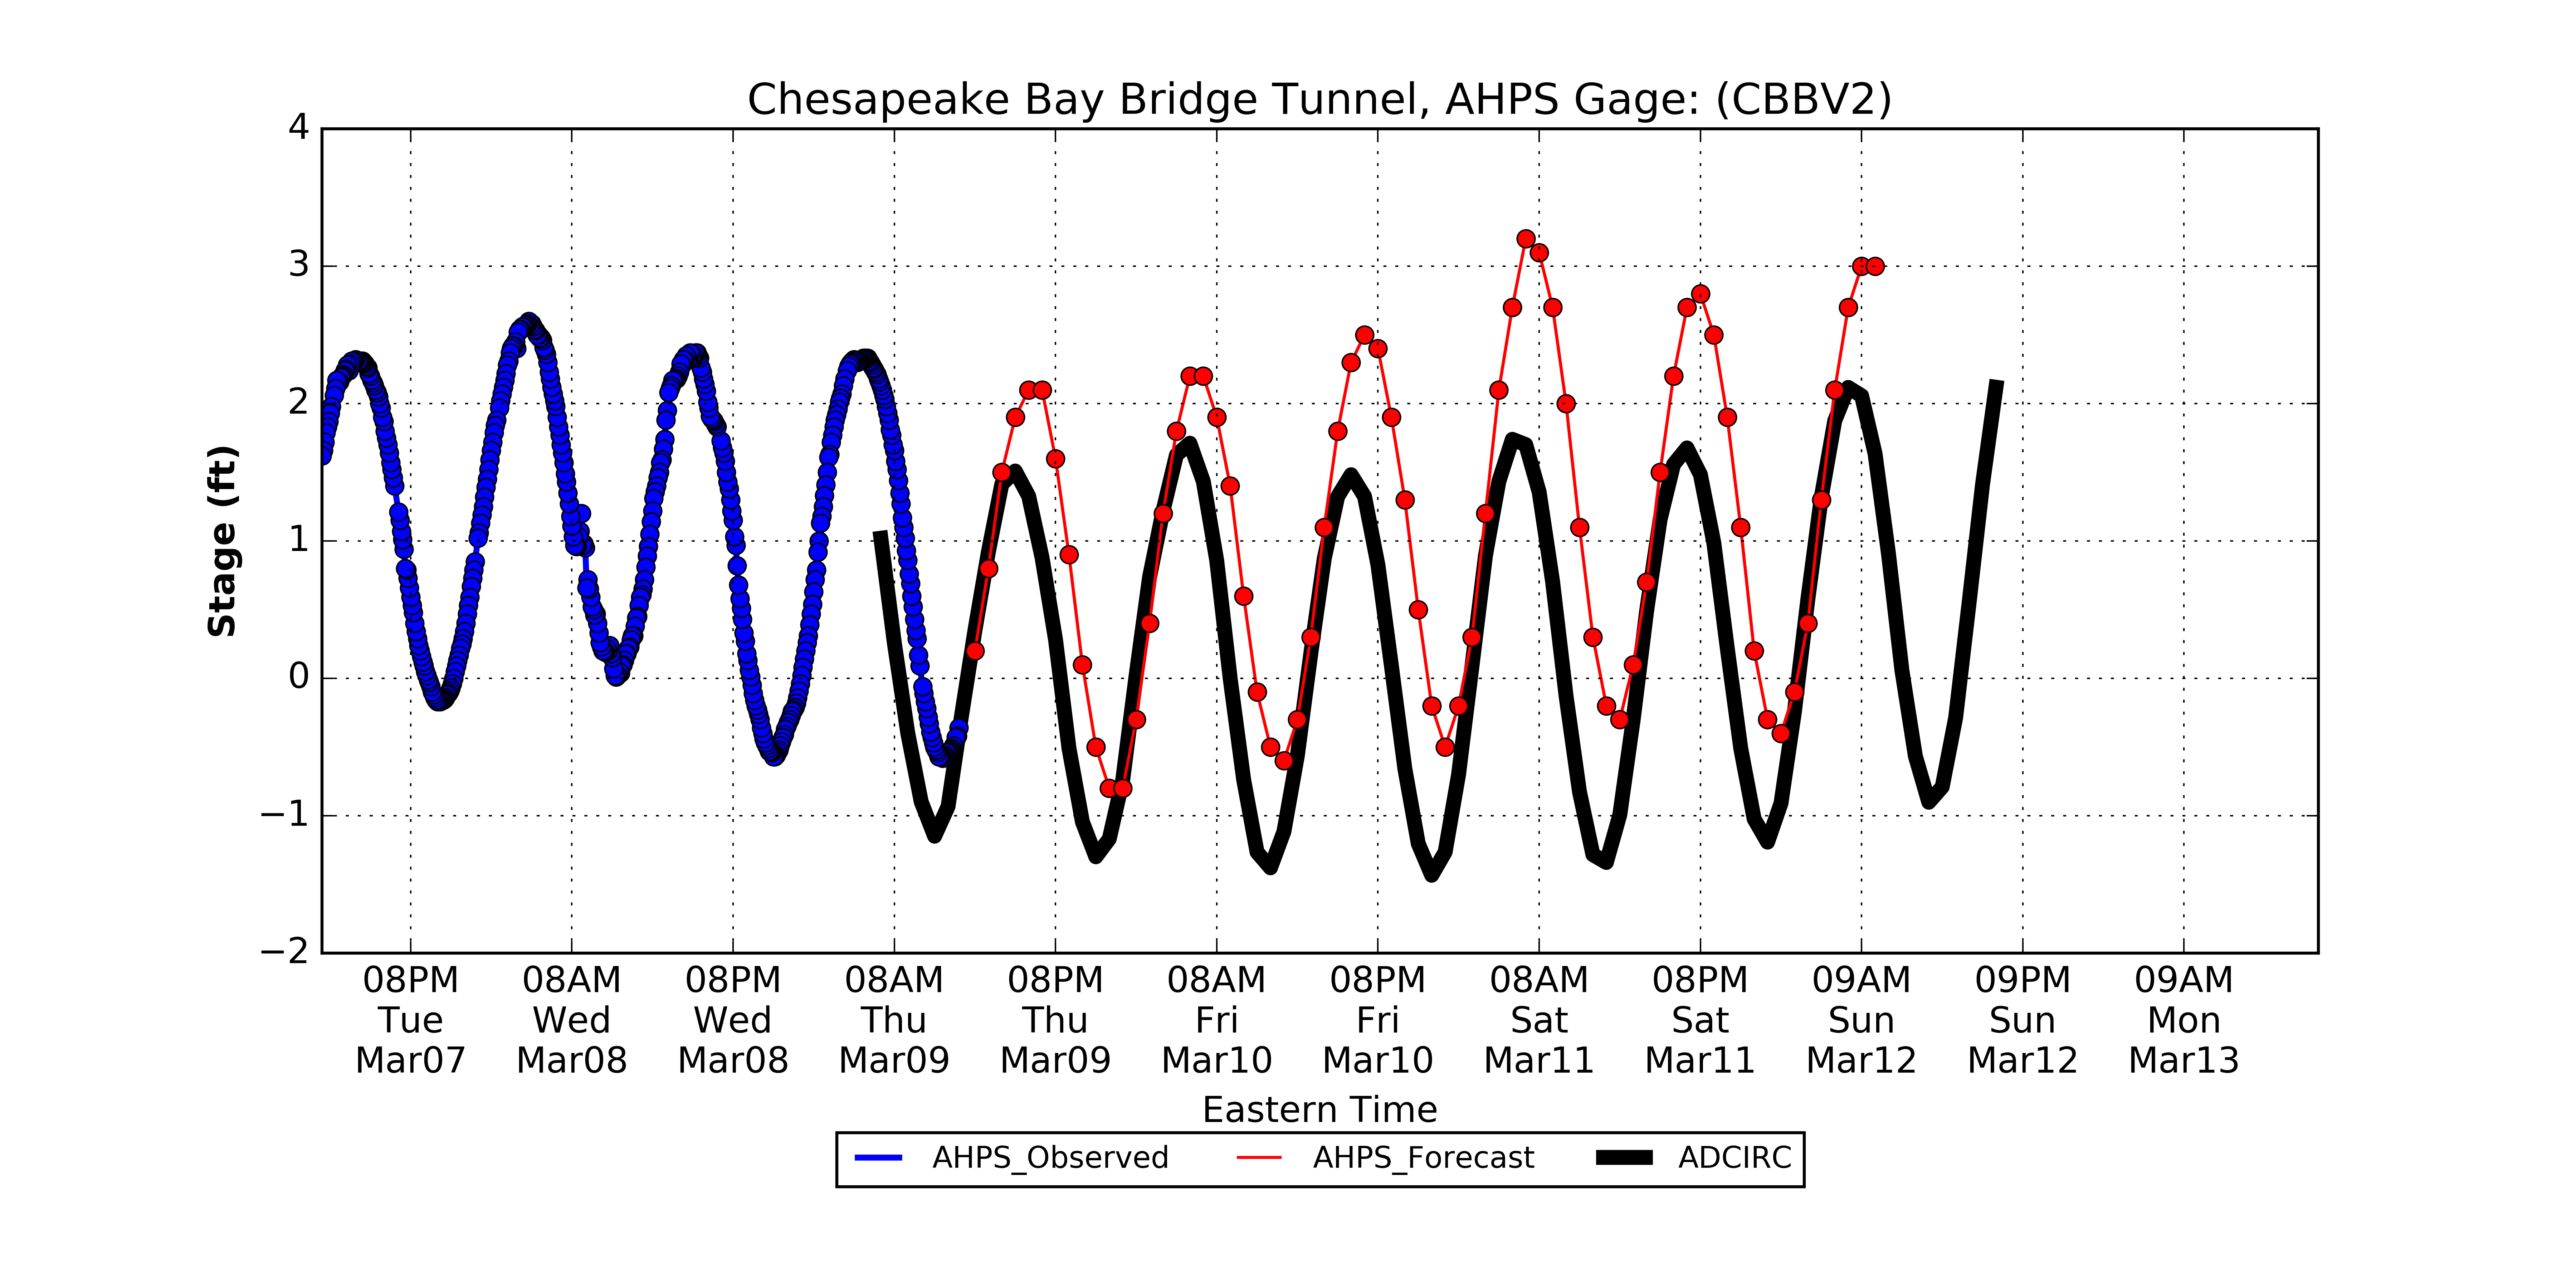 Chesapeake Bay Bridge Tunnel, AHPS Gage: (CBBV2)
4
3
2
1
0
−1
−2
Stage (ft)
08PM 08AM 08PM 08AM 08PM 08AM 08PM 08AM 08PM 09AM 09PM 09AM
Tue Wed Wed Thu Thu Fri Fri Sat Sat Sun Sun Mon
Mar07 Mar08 Mar08 Mar09 Mar09 Mar10 Mar10 Mar11 Mar11 Mar12 Mar12 Mar13
Eastern Time
AHPS_Observed AHPS_Forecast ADCIRC